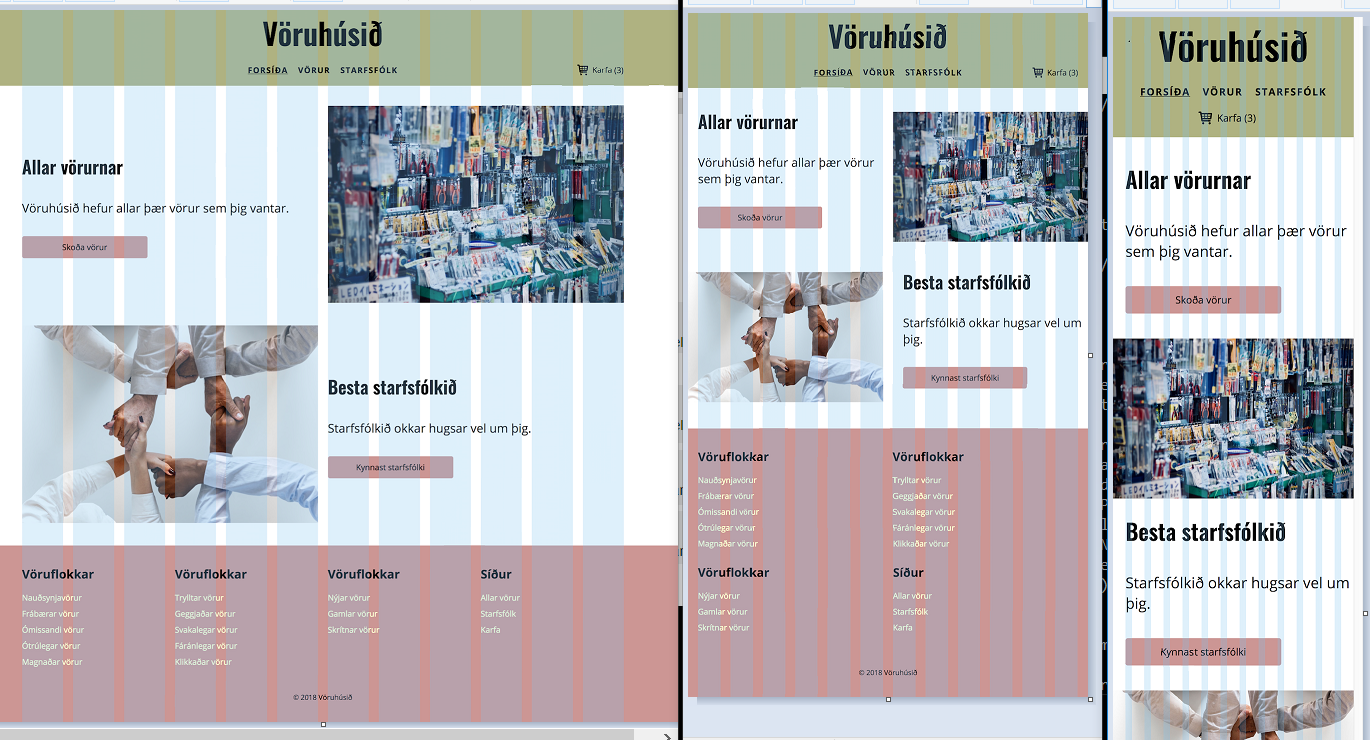 Vöruhúsið
FORSÍÐA VÖRUR STARFSFÓLK
Karfa (3)
Allar vörurnar
Vöruhúsið hefur allar þær vörur sem þig vantar.
Skoða vörur
Besta starfsfólkið
Starfsfólkið okkar hugsar vel um þig.
Kynnast starfsfólki
Vöruflokkar
Nauðsynjavörur
Frábærar vörur
Ómissandi vörur
Ótrúlegar vörur
Magnaðar vörur
Vöruflokkar
Trylltar vörur
Geggjaðar vörur
Svakalegar vörur
Fáránlegar vörur
Klikkaðar vörur
Vöruflokkar
Nýjar vörur
Gamlar vörur
Skrítnar vörur
Síður
Allar vörur
Starfsfólk
Karfa
© 2018 Vöruhúsið
Vöruhúsið
FORSÍÐA VÖRUR STARFSFÓLK
Karfa (3)
Allar vörurnar
Vöruhúsið hefur allar þær vörur
sem þig vantar.
Skoða vörur
Besta starfsfólkið
Starfsfólkið okkar hugsar vel um
þig.
Kynnast starfsfólki
Vöruflokkar
Nauðsynjavörur
Frábærar vörur
Ómissandi vörur
Ótrúlegar vörur
Magnaðar vörur
Vöruflokkar
Trylltar vörur
Geggjaðar vörur
Svakalegar vörur
Fáránlegar vörur
Klikkaðar vörur
Vöruflokkar
Nýjar vörur
Gamlar vörur
Skrítnar vörur
Síður
Allar vörur
Starfsfólk
Karfa
© 2018 Vöruhúsið
Vöruhúsið
FORSÍÐA VÖRUR STARFSFÓLK
Karfa (3)
Allar vörurnar
Vöruhúsið hefur allar þær vörur
sem þig vantar.
Skoða vörur
Besta starfsfólkið
Starfsfólkið okkar hugsar vel um
þig.
Kynnast starfsfólki